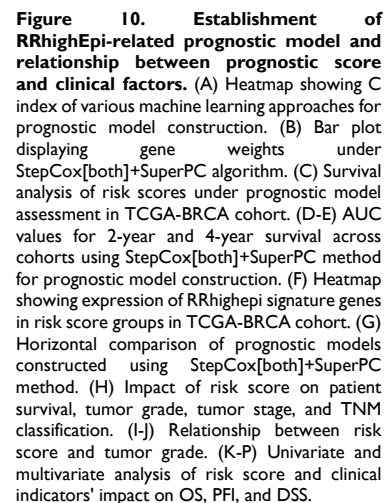 Figure 10. Establishment of
RRhighEpi-related prognostic model and
relationship between prognostic score
and clinical factors. (A) Heatmap showing C
index of various machine learning approaches for
prognostic model construction. (B) Bar plot
displaying gene weights under
StepCox[both]+SuperPC algorithm. (C) Survival
analysis of risk scores under prognostic model
assessment in TCGA-BRCA cohort. (D-E) AUC
values for 2-year and 4-year survival across
cohorts using StepCox[both]+SuperPC method
for prognostic model construction. (F) Heatmap
showing expression of RRhighepi signature genes
in risk score groups in TCGA-BRCA cohort. (G)
Horizontal comparison of prognostic models
constructed using StepCox[both]+SuperPC
method. (H) Impact of risk score on patient
survival, tumor grade, tumor stage, and TNM
classification. (I-J) Relationship between risk
score and tumor grade. (K-P) Univariate and
multivariate analysis of risk score and clinical
indicators' impact on OS, PFI, and DSS.